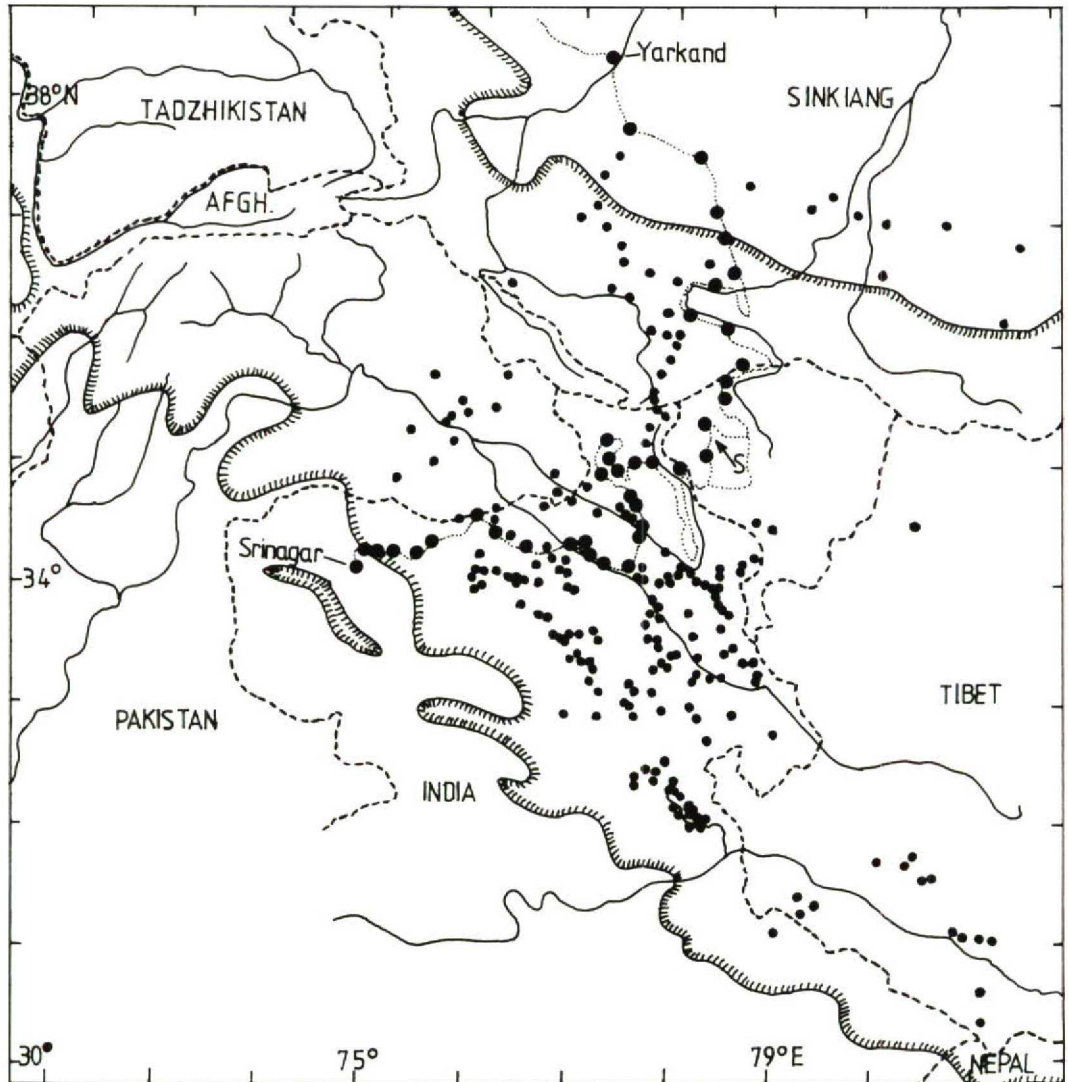 Yarkand
38°N
SINKIANG
TADZHIKISTAN
AFGH.
S
Srinagar
34°
TIBET
PAKISTAN
INDIA
30°
75°
79°E
NEPAL